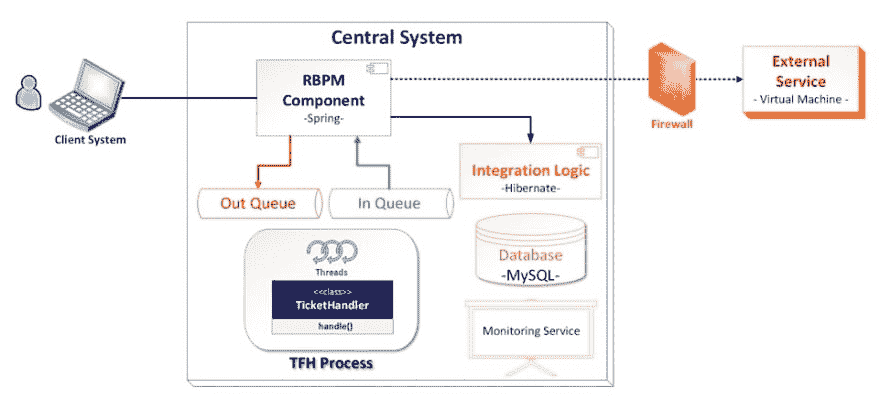 Central System
RBPM
Component
-Spring-
Client System
External
Service
- Virtual Machine -
Firewall
Integration Logic
-Hibernate-
Out Queue
In Queue
Threads
<<class>>
TicketHandler
handle()
TFH Process
Database
-MySQL-
Monitoring Service